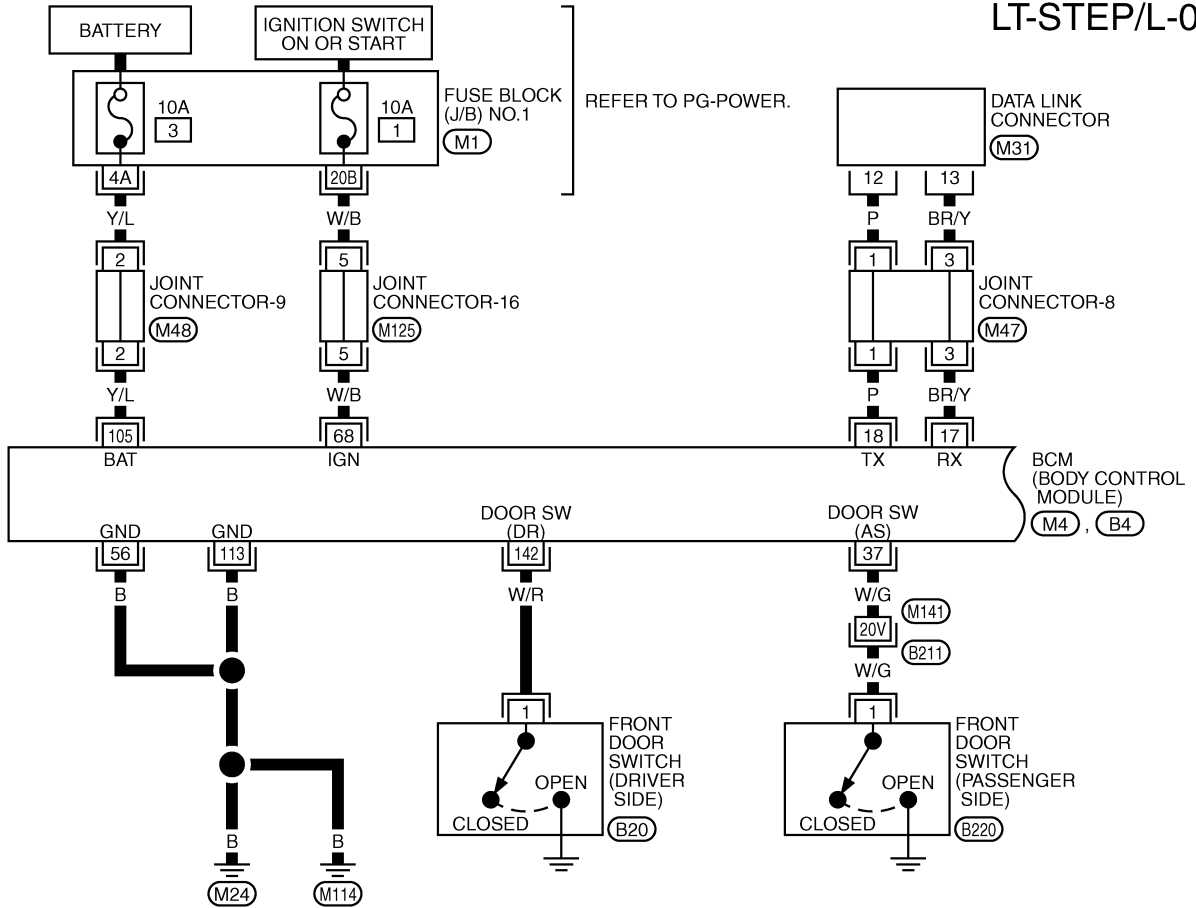 LT-STEP/L-0
BATTERY
IGNITION SWITCH
ON OR START
10A
3
10A
1
FUSE BLOCK
(J/B) NO.1
M1
REFER TO PG-POWER.
DATA LINK
CONNECTOR
M31
4A
20B
12
13
Y/L
W/B
P
BR/Y
2
5
1
3
JOINT
CONNECTOR-9
M48
JOINT
CONNECTOR-16
M125
JOINT
CONNECTOR-8
M47
2
5
1
3
Y/L
W/B
P
BR/Y
105
68
18
17
BAT
IGN
TX
RX
BCM
(BODY CONTROL
MODULE)
M4 , B4
GND
GND
DOOR SW
(DR)
DOOR SW
(AS)
56
113
142
37
B
B
W/R
W/G
M141
20V
B211
W/G
1
1
FRONT
DOOR
SWITCH
(DRIVER
SIDE)
B20
OPEN
CLOSED
FRONT
DOOR
SWITCH
(PASSENGER
SIDE)
B220
OPEN
CLOSED
B
B
M24
M114